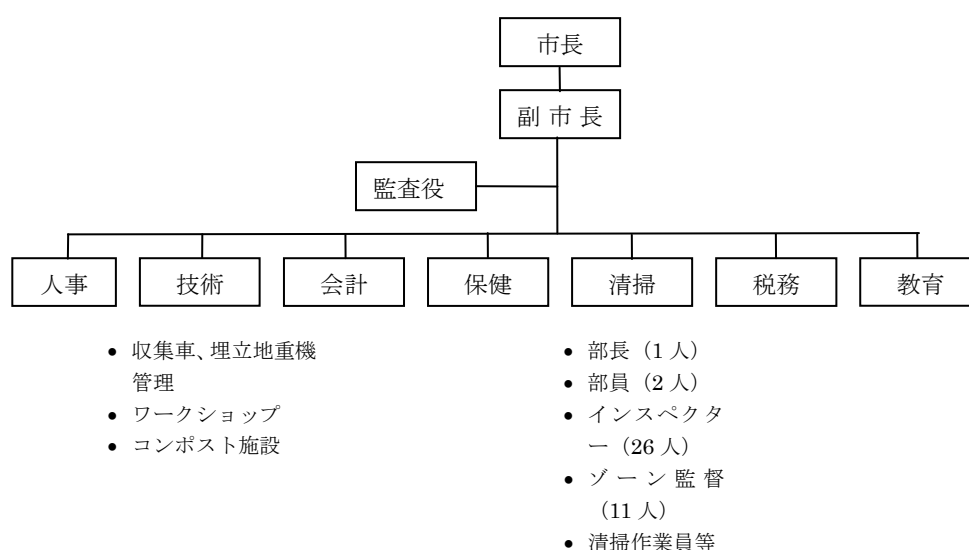 市長
副市長
監査役
人事 技術 会計 保健 清掃 税務 教育
• 収集車、埋立地重機
管理
• ワークショップ
• コンポスト施設
• 部長（1 人）
• 部員（2 人）
• インスペクタ
ー（26 人）
• ゾーン監督
（11 人）
• 清掃作業員等